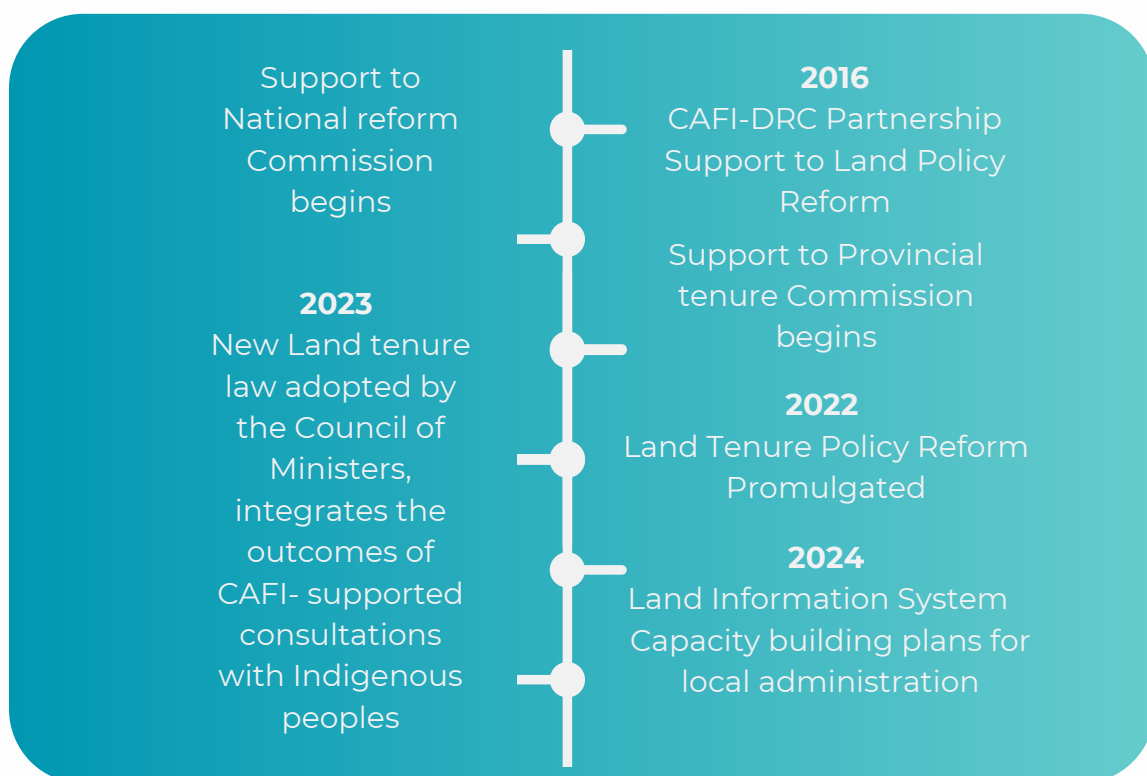 Support to
National reform
Commission
begins
2023
New Land tenure
law adopted by
the Council of
Ministers,
integrates the
outcomes of
CAFI- supported
consultations
with Indigenous
peoples
2016
CAFI-DRC Partnership
Support to Land Policy
Reform
Support to Provincial
tenure Commission
begins
2022
Land Tenure Policy Reform
Promulgated
2024
Land Information System
Capacity building plans for
local administration